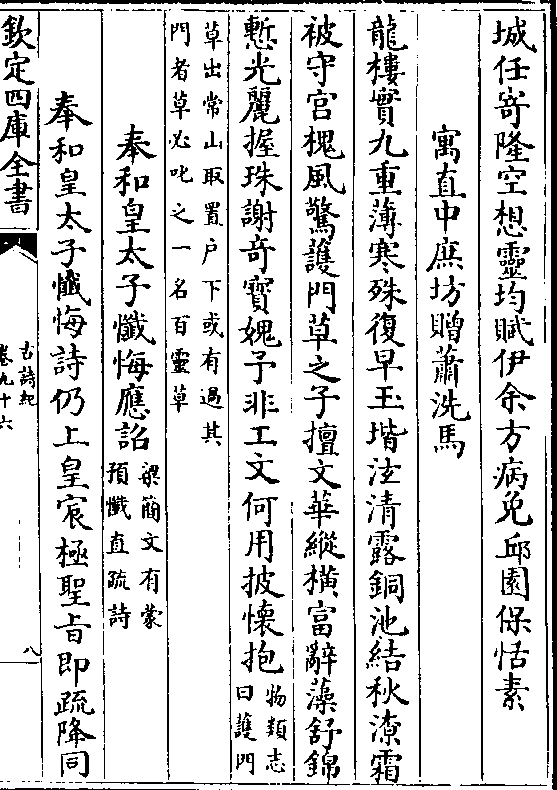 城任嵜隆空想靈均賦伊余方病免邱園保恬素
寓直中庶坊贈蕭洗馬
龍樓實九重薄寒殊復早玉堦泫清露銅池結秋潦霜
被守宮槐風驚護門草之子擅文華縱橫富辭藻舒錦
慙光麗握珠謝奇寶媿予非工文何用披懷抱
物類志
曰護門
草出常山取置户下或有過其
門者草必叱之一名百靈草
奉和皇太子懺悔應詔
梁簡文有蒙
預懺直疏詩
奉和皇太子懺悔詩仍上皇宸極聖旨即疏降同
欽定四庫全書
古詩紀
卷九十六
八